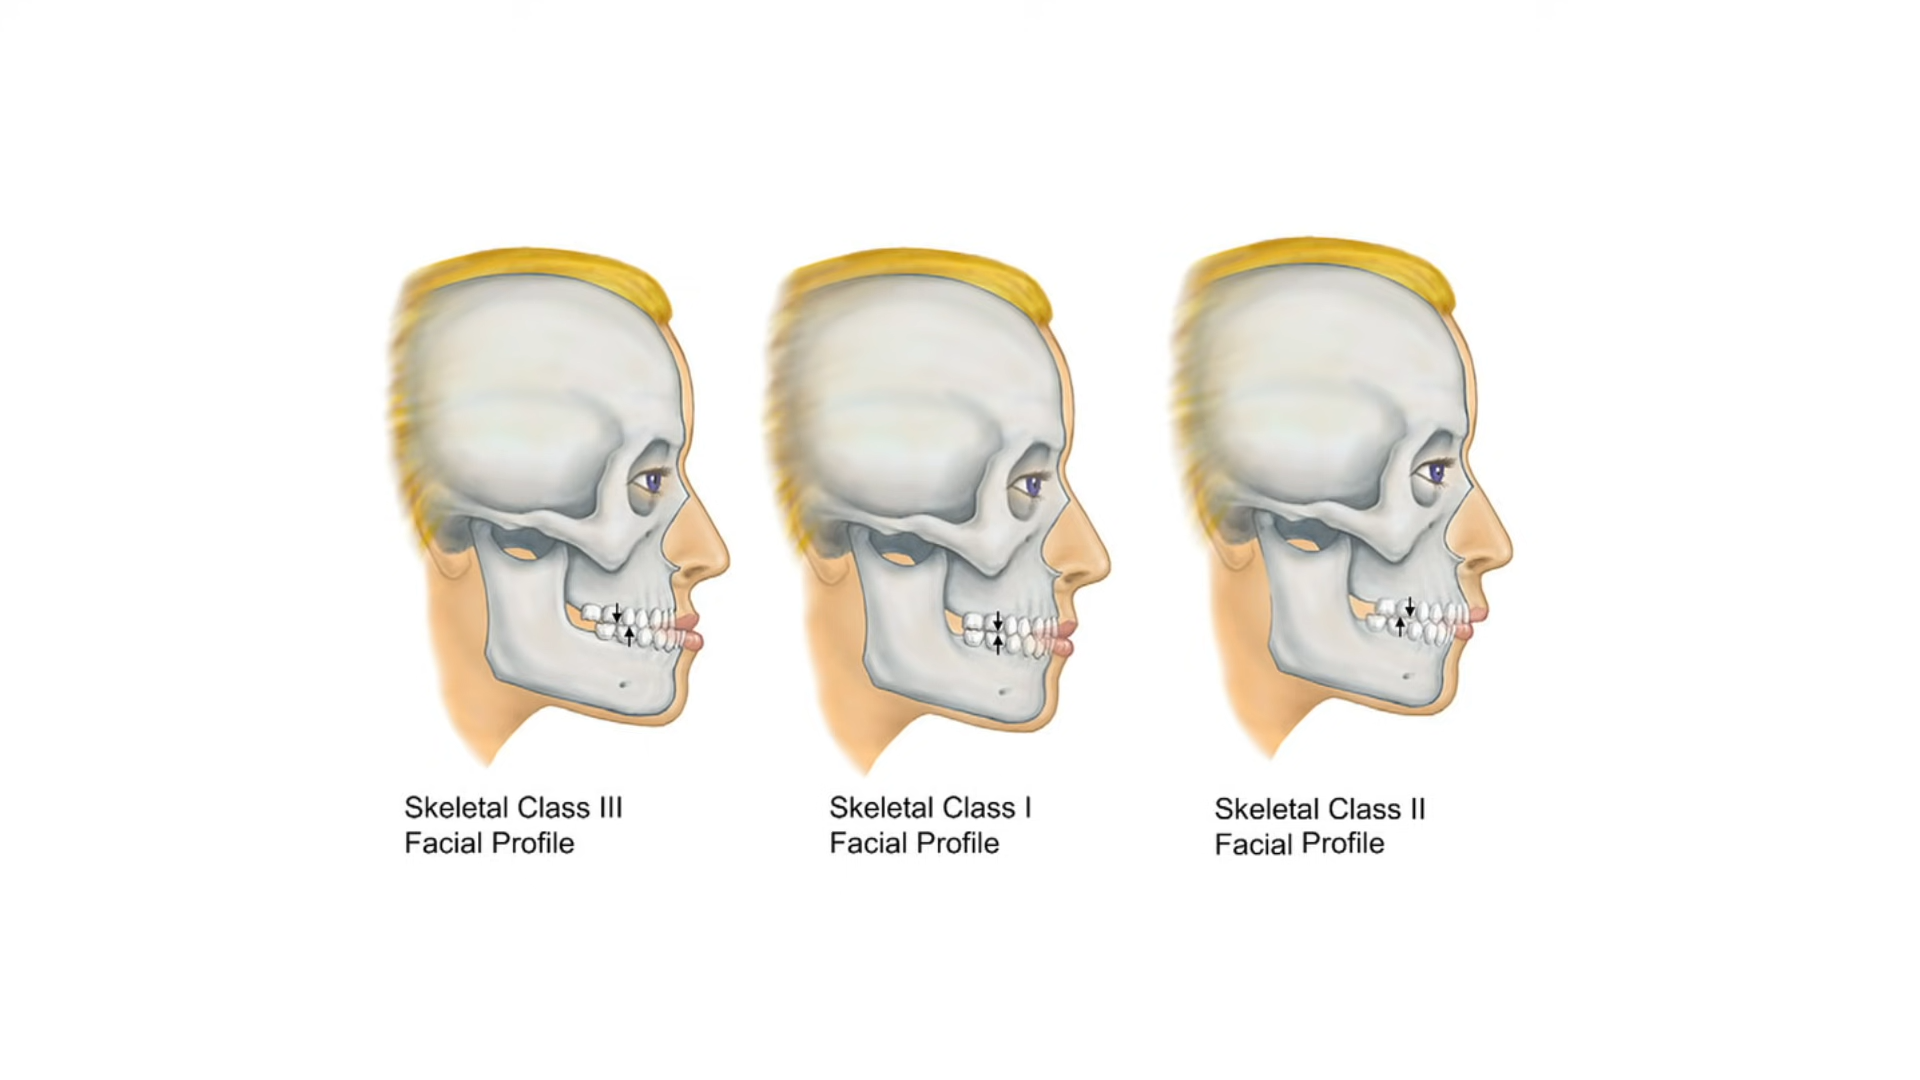 Skeletal Class III
Facial Profile
Skeletal Class I
Facial Profile
Skeletal Class II
Facial Profile